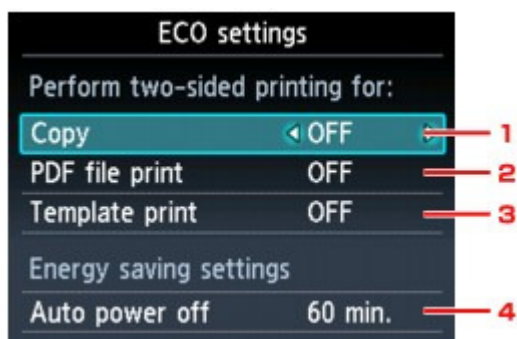 ECO settings
Perform two-sided printing for:
Copy OFF 1
PDF file print OFF 2
Template print OFF 3
Energy saving settings
Auto power off 60 min. 4